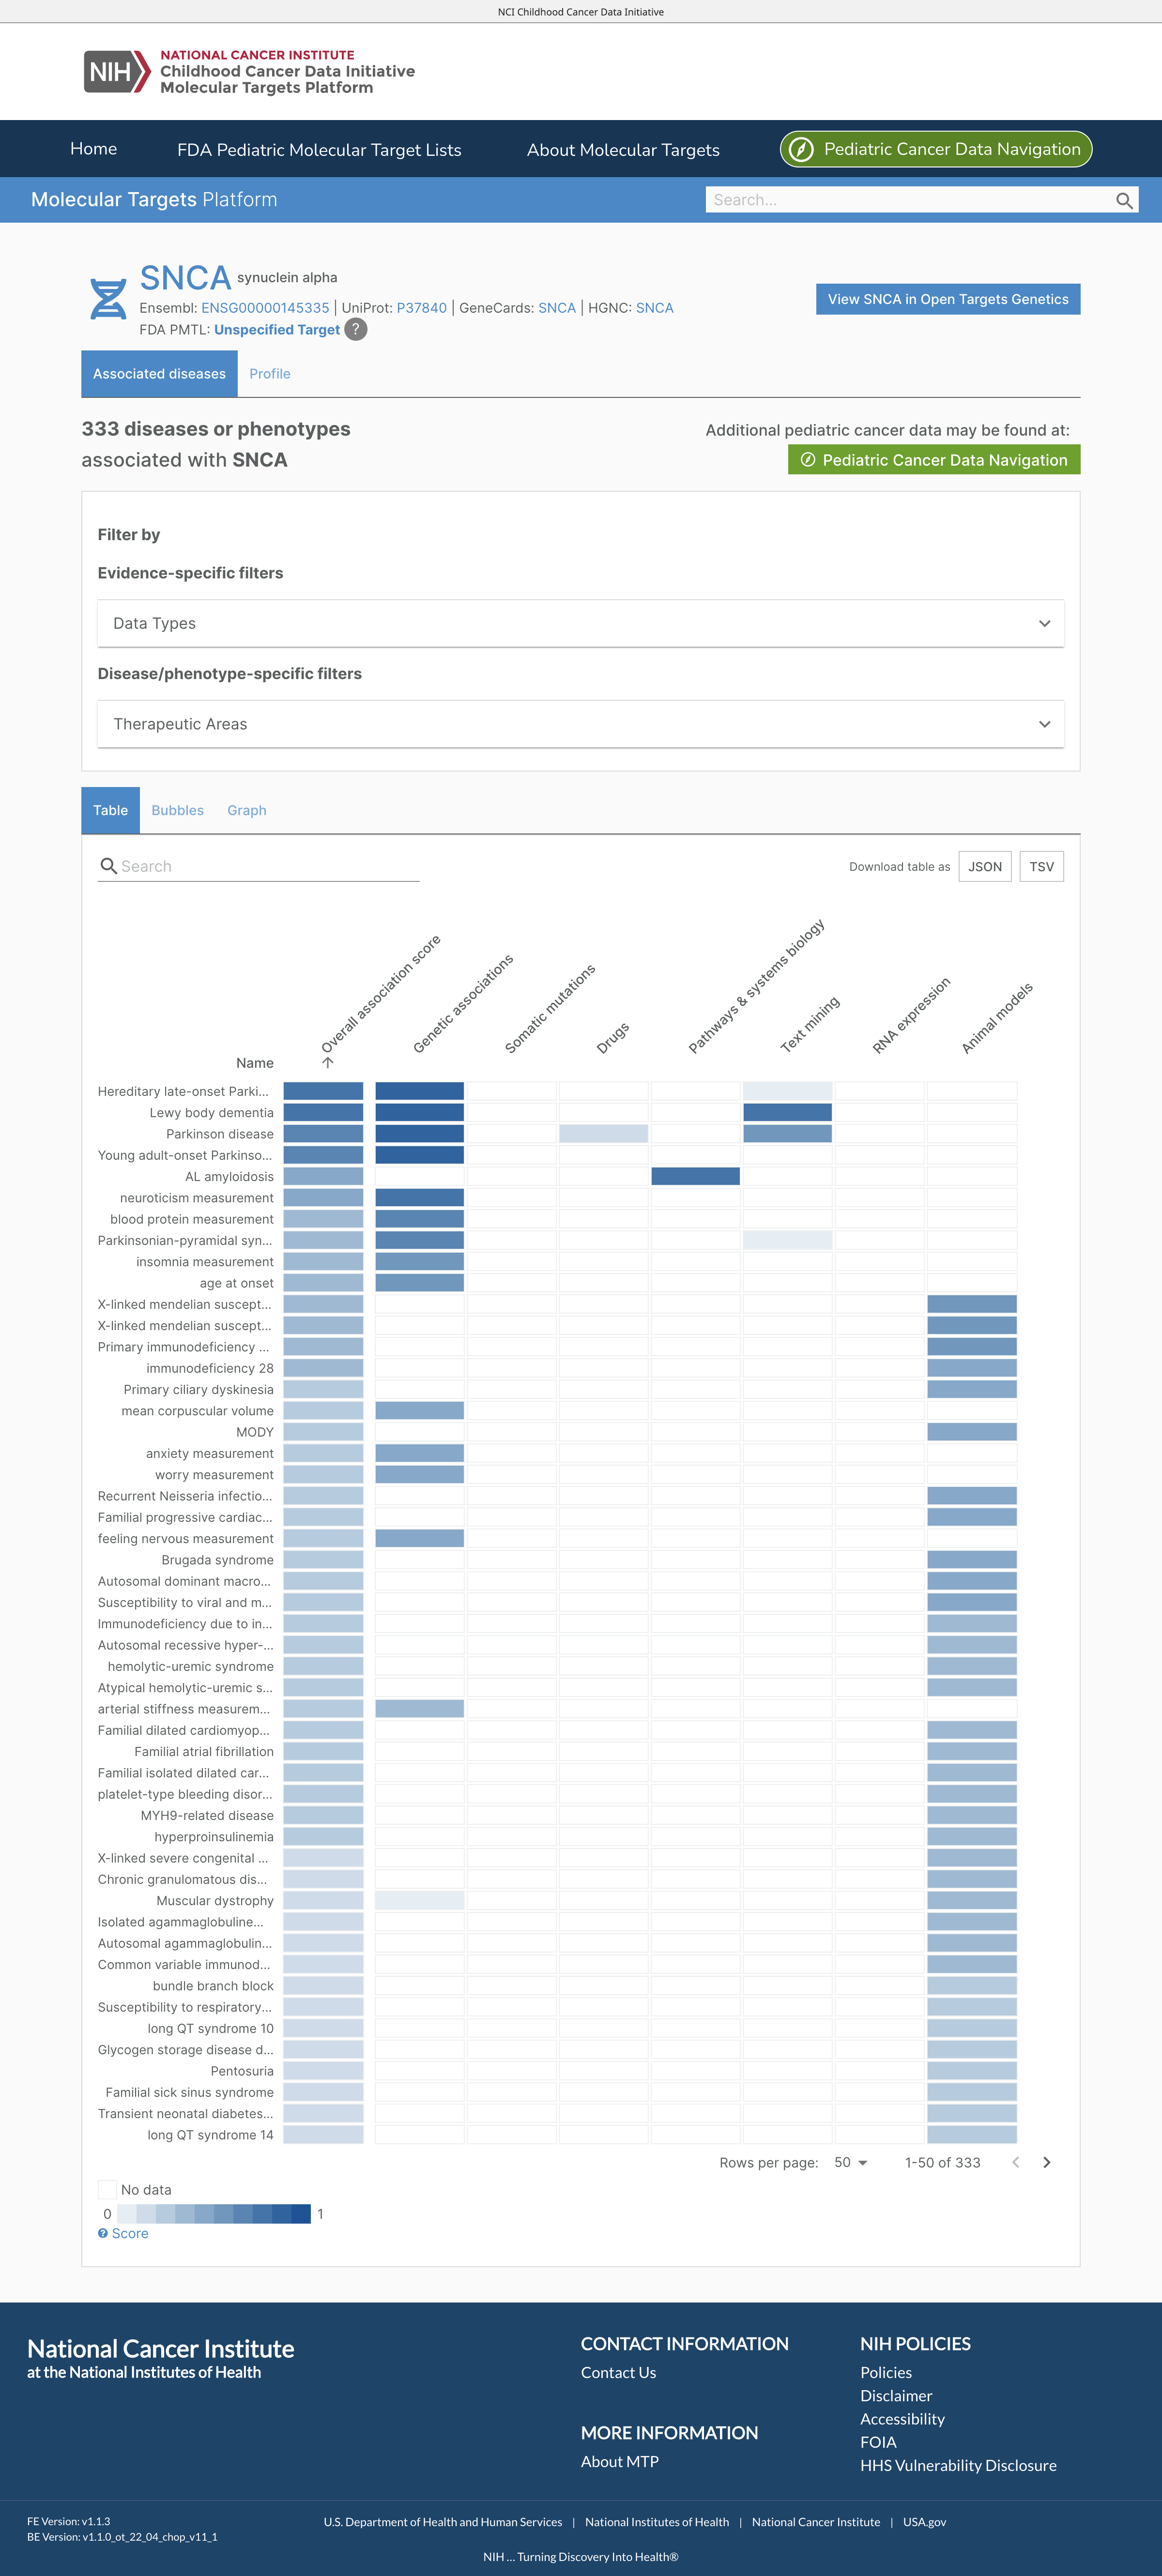 NCI Childhood Cancer Data Initiative
NIH
NATIONAL CANCER INSTITUTE
Childhood Cancer Data Initiative
Molecular Targets Platform
Home
FDA Pediatric Molecular Target Lists
About Molecular Targets
Pediatric Cancer Data Navigation
Molecular Targets Platform
Search...
SNCA synuclein alpha
Ensembl: ENSG00000145335 | UniProt: P37840 | GeneCards: SNCA | HGNC: SNCA
FDA PMTL: Unspecified Target ?
View SNCA in Open Targets Genetics
Associated diseases
Profile
333 diseases or phenotypes
associated with SNCA
Additional pediatric cancer data may be found at:
Pediatric Cancer Data Navigation
Filter by
Evidence-specific filters
Data Types
Disease/phenotype-specific filters
Therapeutic Areas
Table
Bubbles
Graph
Search
Download table as
JSON
TSV
Name
Overall association score
Genetic associations
Somatic mutations
Drugs
Pathways & systems biology
Text mining
RNA expression
Animal models
Hereditary late-onset Parki...
Lewy body dementia
Parkinson disease
Young adult-onset Parkinso...
AL amyloidosis
neuroticism measurement
blood protein measurement
Parkinsonian-pyramidal syn...
insomnia measurement
age at onset
X-linked mendelian suscept...
X-linked mendelian suscept...
Primary immunodeficiency ...
immunodeficiency 28
Primary ciliary dyskinesia
mean corpuscular volume
MODY
anxiety measurement
worry measurement
Recurrent Neisseria infectio...
Familial progressive cardiac...
feeling nervous measurement
Brugada syndrome
Autosomal dominant macro...
Susceptibility to viral and m...
Immunodeficiency due to in...
Autosomal recessive hyper-...
hemolytic-uremic syndrome
Atypical hemolytic-uremic s...
arterial stiffness measurem...
Familial dilated cardiomyop...
Familial atrial fibrillation
Familial isolated dilated car...
platelet-type bleeding disor...
MYH9-related disease
hyperproinsulinemia
X-linked severe congenital ...
Chronic granulomatous dis...
Muscular dystrophy
Isolated agammaglobuline...
Autosomal agammaglobulin...
Common variable immunod...
bundle branch block
Susceptibility to respiratory...
long QT syndrome 10
Glycogen storage disease d...
Pentosuria
Familial sick sinus syndrome
Transient neonatal diabetes...
long QT syndrome 14
Rows per page: 50 1-50 of 333
No data
0 1
? Score
National Cancer Institute
at the National Institutes of Health
CONTACT INFORMATION
Contact Us
MORE INFORMATION
About MTP
NIH POLICIES
Policies
Disclaimer
Accessibility
FOIA
HHS Vulnerability Disclosure
FE Version: v1.1.3
BE Version: v1.1.0_ot_22_04_chop_v11_1
U.S. Department of Health and Human Services | National Institutes of Health | National Cancer Institute | USA.gov
NIH ... Turning Discovery Into Health®